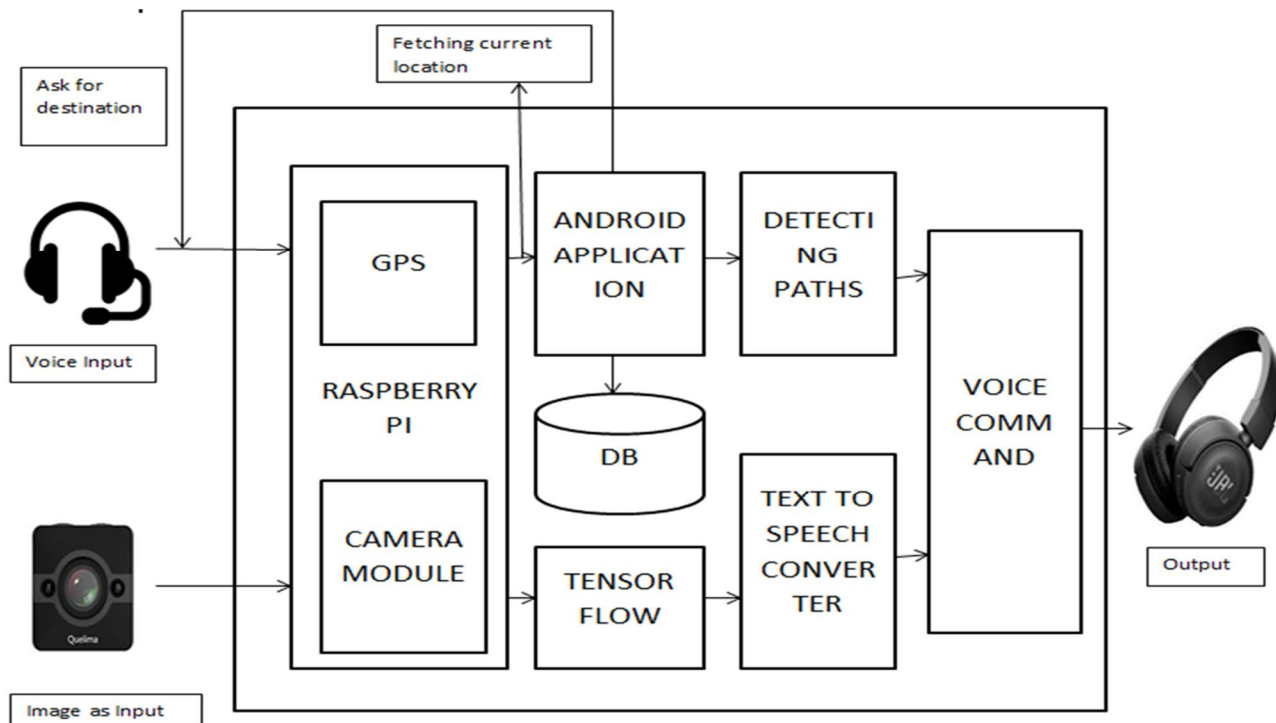 Fetching current
location
Ask for
destination
Voice Input
GPS
RASPBERRY
PI
CAMERA
MODULE
ANDROID
APPLICAT
ION
DETECTI
NG
PATHS
DB
TENSOR
FLOW
TEXT TO
SPEECH
CONVER
TER
VOICE
COMM
AND
JBL
Output
Quelima
Image as Input